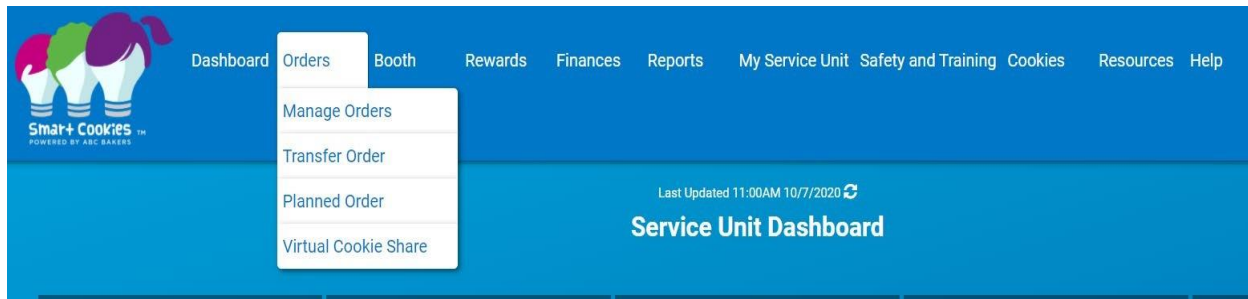 Dashboard Orders Booth Rewards Finances Reports My Service Unit Safety and Training Cookies Resources Help
Manage Orders
Transfer Order
Planned Order
Virtual Cookie Share
Smart Cookies TM
POWERED BY ABC BAKERS
Last Updated 11:00AM 10/7/2020
Service Unit Dashboard